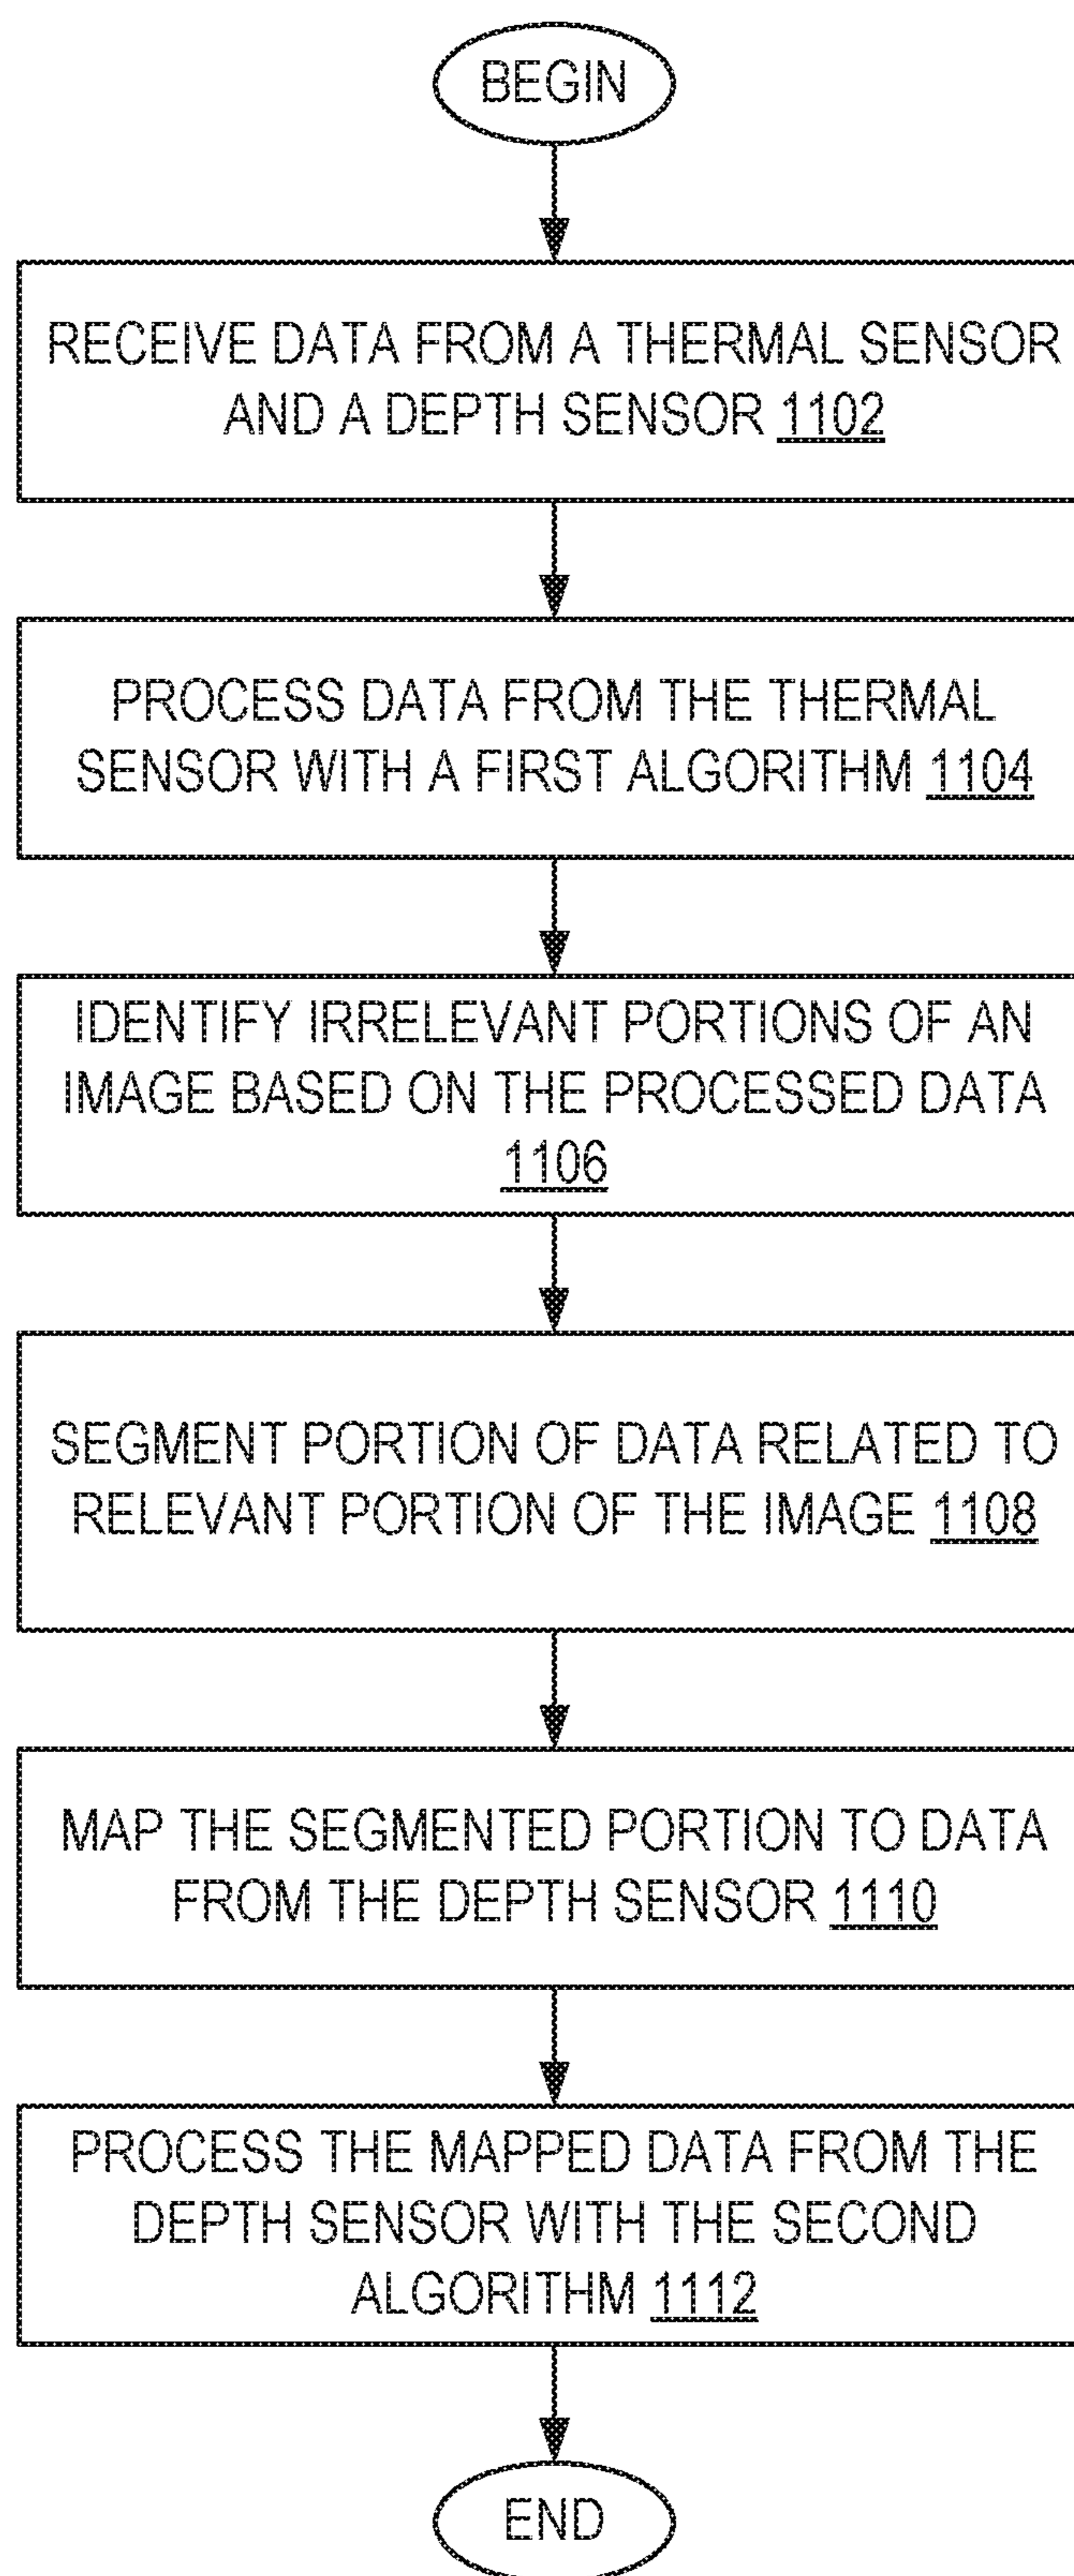 BEGIN
RECEIVE DATA FROM A THERMAL SENSOR
AND A DEPTH SENSOR 1102
PROCESS DATA FROM THE THERMAL
SENSOR WITH A FIRST ALGORITHM 1104
IDENTIFY IRRELEVANT PORTIONS OF AN
IMAGE BASED ON THE PROCESSED DATA
1106
SEGMENT PORTION OF DATA RELATED TO
RELEVANT PORTION OF THE IMAGE 1108
MAP THE SEGMENTED PORTION TO DATA
FROM THE DEPTH SENSOR 1110
PROCESS THE MAPPED DATA FROM THE
DEPTH SENSOR WITH THE SECOND
ALGORITHM 1112
END